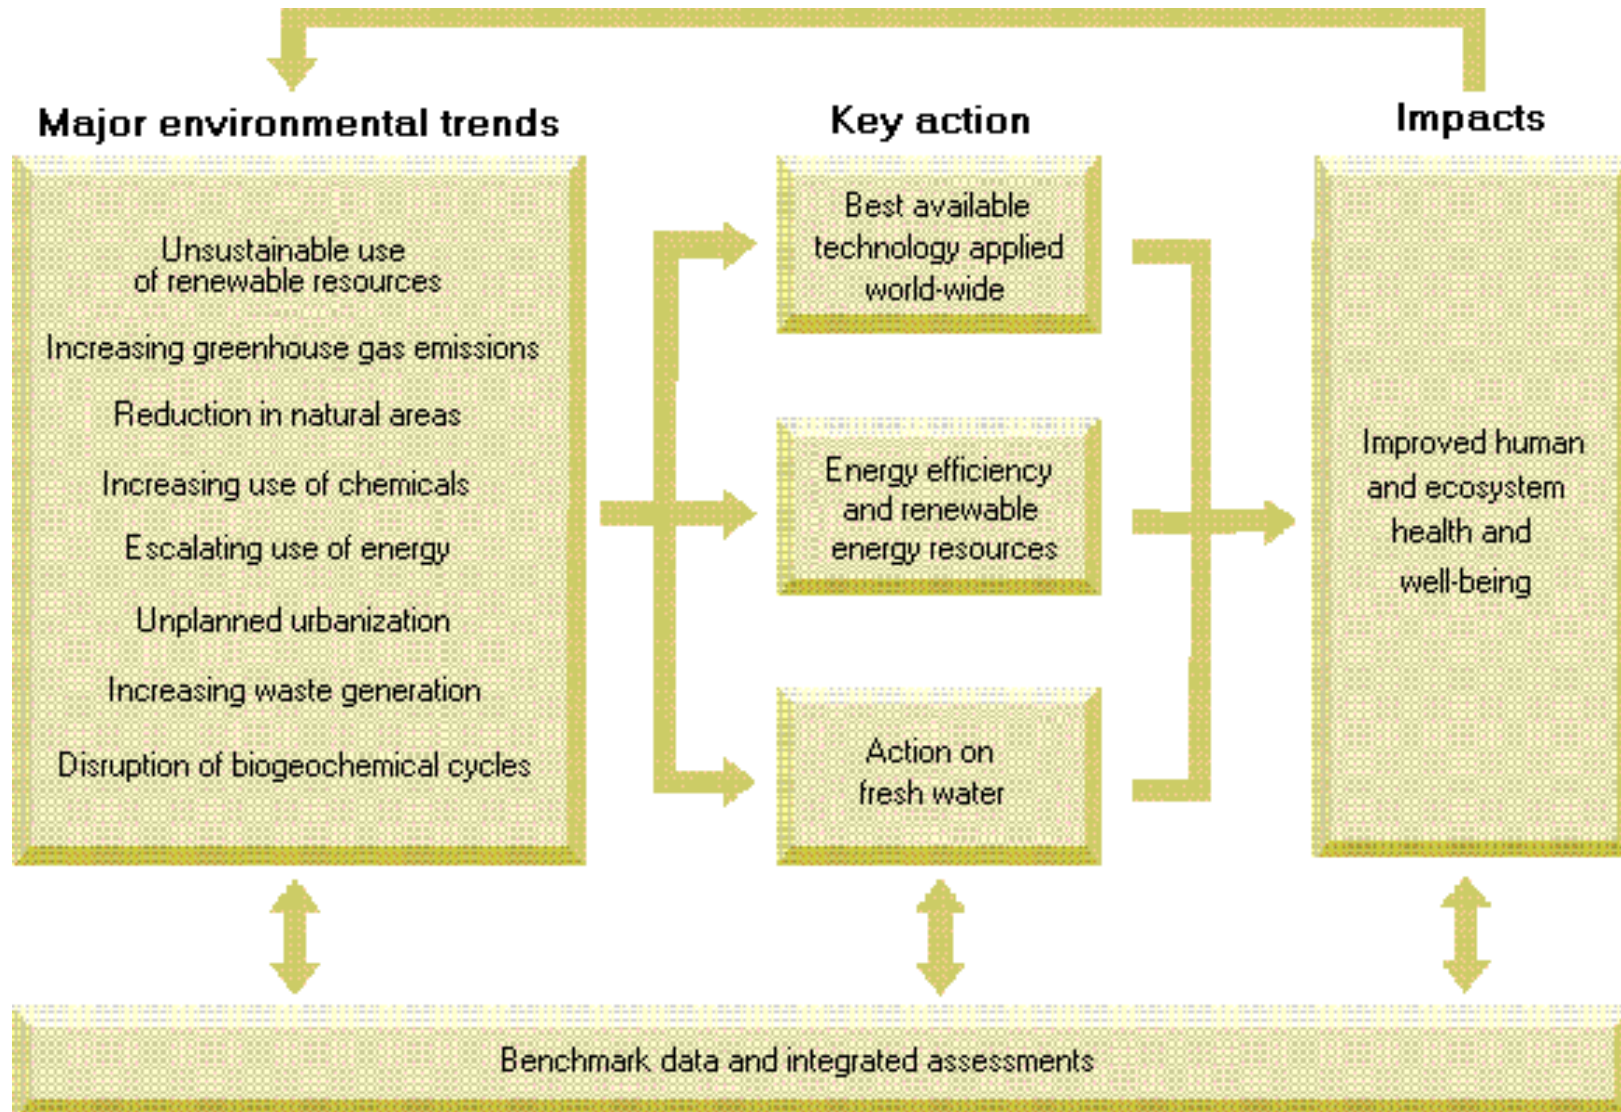 Major environmental trends
Unsustainable use
of renewable resources
Increasing greenhouse gas emissions
Reduction in natural areas
Increasing use of chemicals
Escalating use of energy
Unplanned urbanization
Increasing waste generation
Disruption of biogeochemical cycles
Key action
Best available
technology applied
world-wide
Energy efficiency
and renewable
energy resources
Action on
fresh water
Impacts
Improved human
and ecosystem
health and
well-being
Benchmark data and integrated assessments